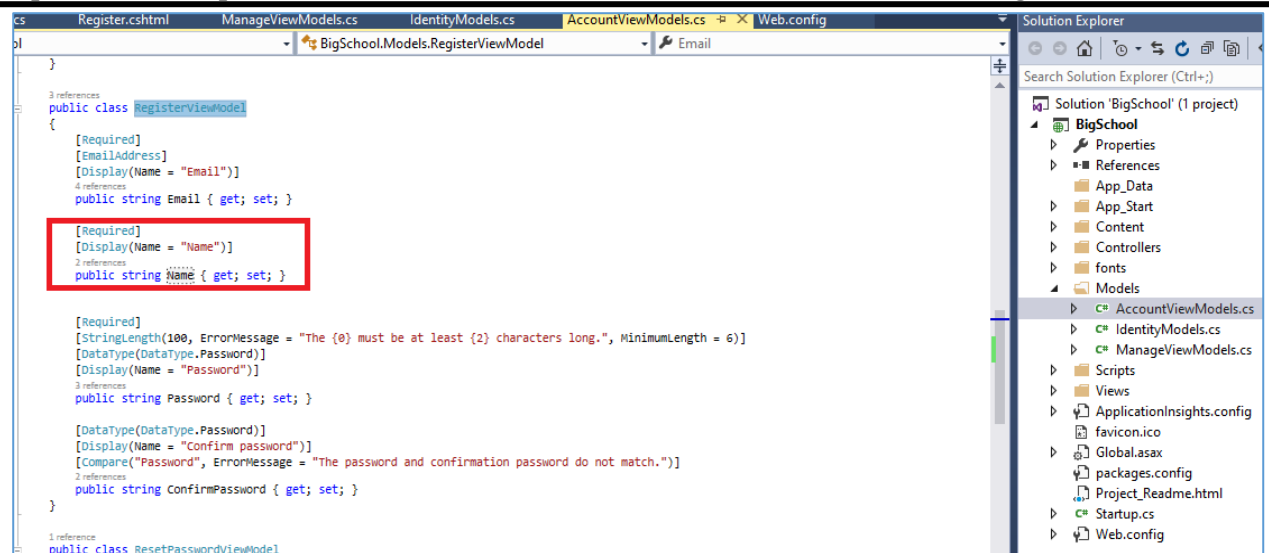 cs Register.cshtml ManageViewModels.cs IdentityModels.cs AccountViewModels.cs Web.config
ol BigSchool.Models.RegisterViewModel Email
}
3 references
public class RegisterViewModel
{
[Required]
[EmailAddress]
[Display(Name = "Email")]
4 references
public string Email { get; set; }
[Required]
[Display(Name = "Name")]
2 references
public string Name { get; set; }
[Required]
[StringLength(100, ErrorMessage = "The {0} must be at least {2} characters long.", MinimumLength = 6)]
[DataType(DataType.Password)]
[Display(Name = "Password")]
3 references
public string Password { get; set; }
[DataType(DataType.Password)]
[Display(Name = "Confirm password")]
[Compare("Password", ErrorMessage = "The password and confirmation password do not match.")]
2 references
public string ConfirmPassword { get; set; }
}
1 reference
public class ResetPasswordViewModel
Solution Explorer
Search Solution Explorer (Ctrl+;)
Solution 'BigSchool' (1 project)
BigSchool
Properties
References
App_Data
App_Start
Content
Controllers
fonts
Models
C# AccountViewModels.cs
C# IdentityModels.cs
C# ManageViewModels.cs
Scripts
Views
ApplicationInsights.config
favicon.ico
Global.asax
packages.config
Project_Readme.html
C# Startup.cs
Web.config